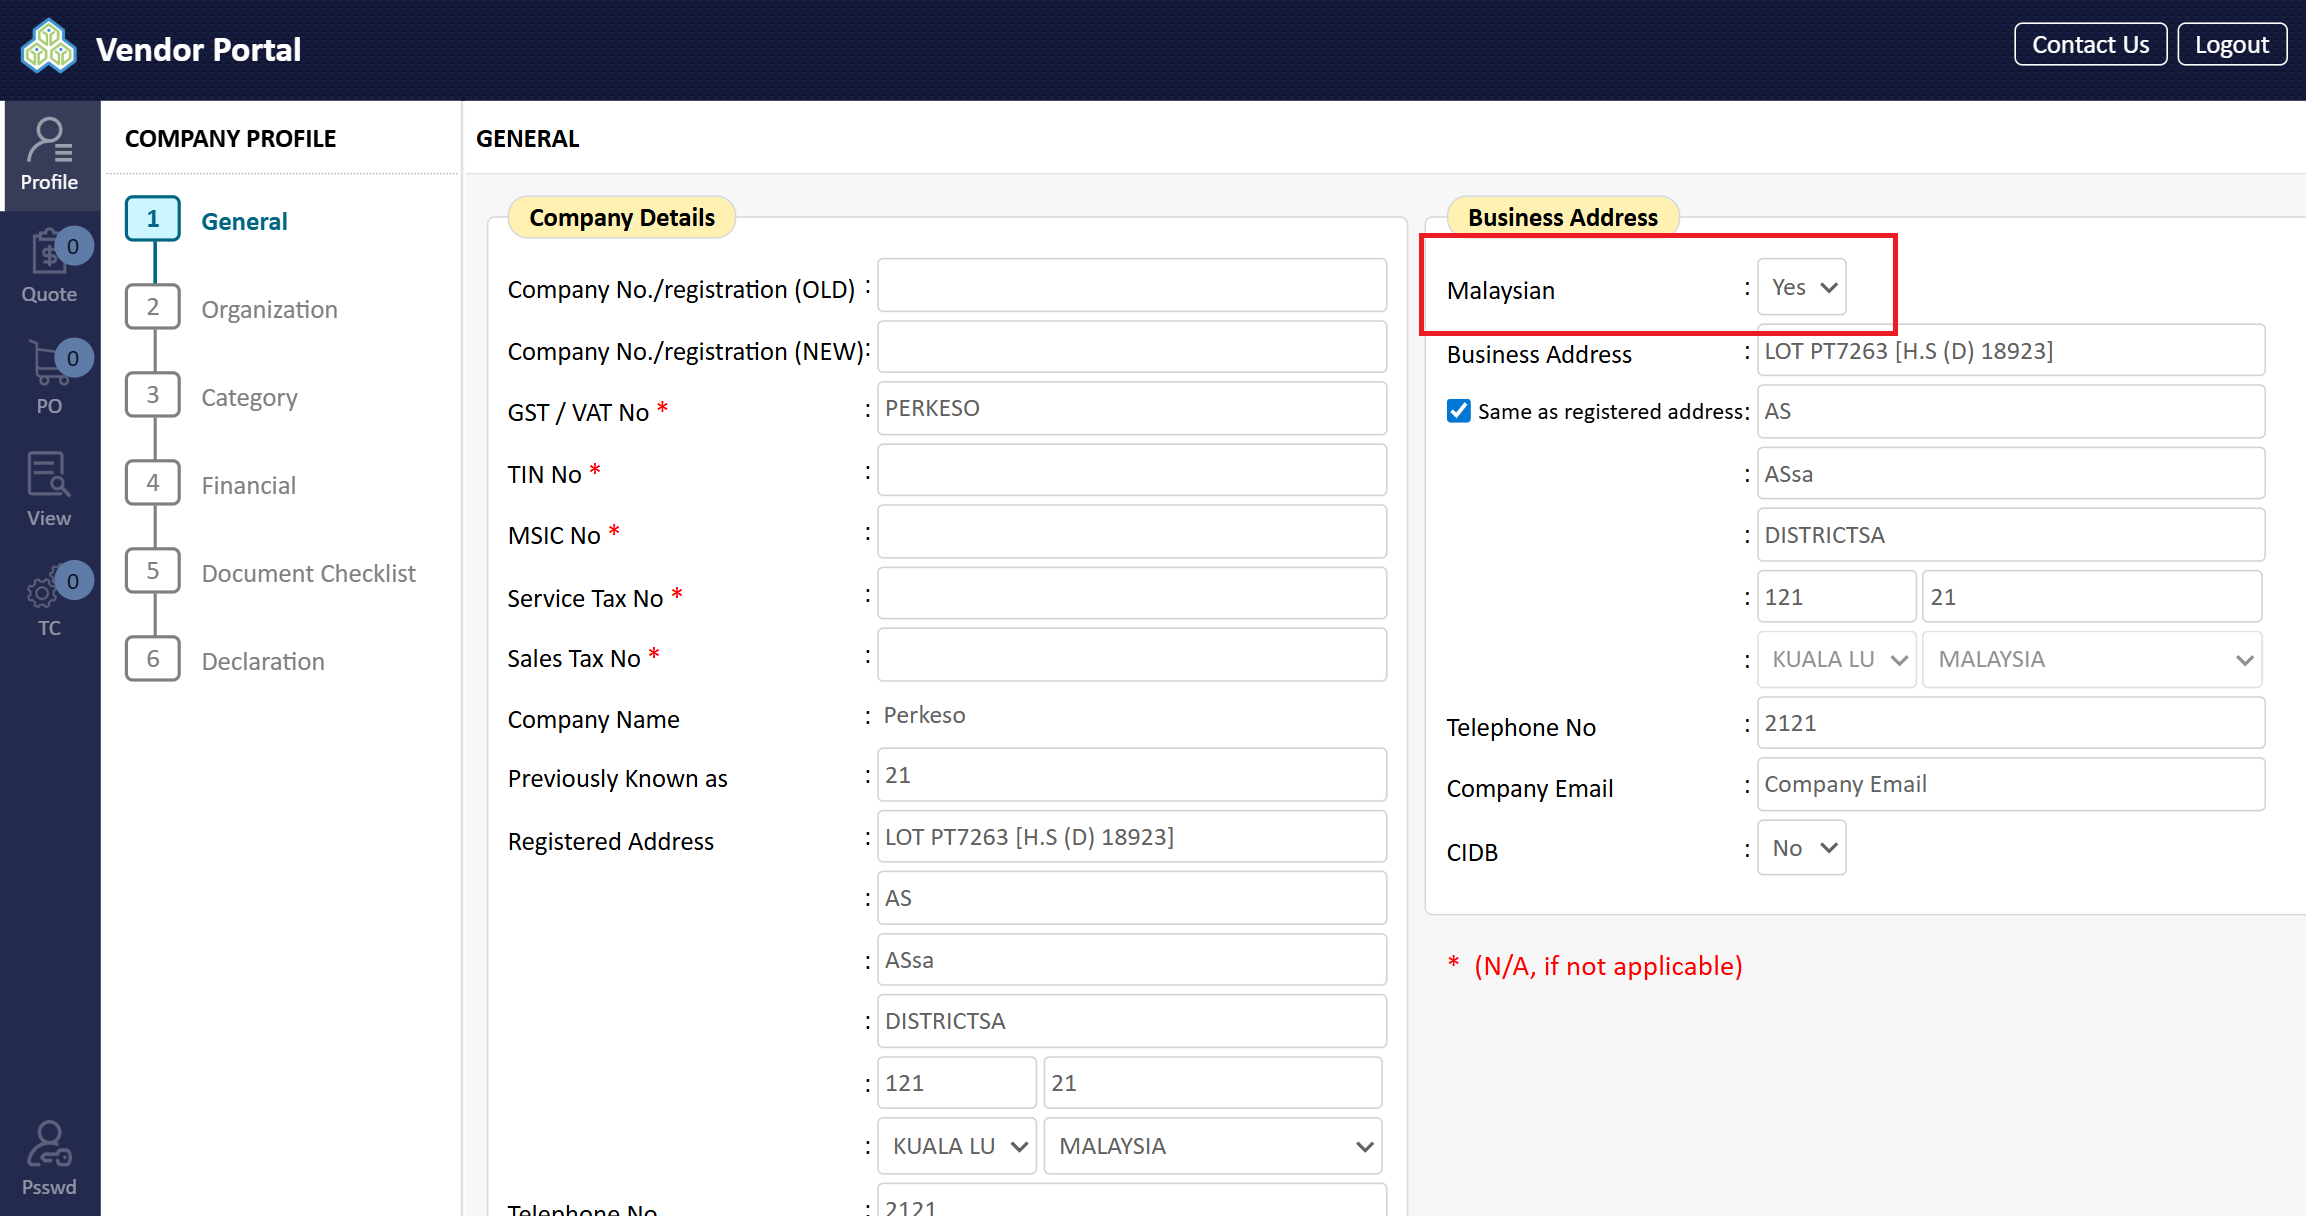 Vendor Portal
Contact Us
Logout
Profile
0
Quote
0
PO
View
0
TC
Psswd
COMPANY PROFILE
1 General
2 Organization
3 Category
4 Financial
5 Document Checklist
6 Declaration
GENERAL
Company Details
Company No./registration (OLD) :
Company No./registration (NEW) :
GST / VAT No * : PERKESO
TIN No * :
MSIC No * :
Service Tax No * :
Sales Tax No * :
Company Name : Perkeso
Previously Known as : 21
Registered Address : LOT PT7263 [H.S (D) 18923]
: AS
: ASsa
: DISTRICTSA
: 121 21
: KUALA LU MALAYSIA
Telephone No : 2121
Business Address
Malaysian : Yes
Business Address : LOT PT7263 [H.S (D) 18923]
Same as registered address: AS
: ASsa
: DISTRICTSA
: 121 21
: KUALA LU MALAYSIA
Telephone No : 2121
Company Email : Company Email
CIDB : No
* (N/A, if not applicable)